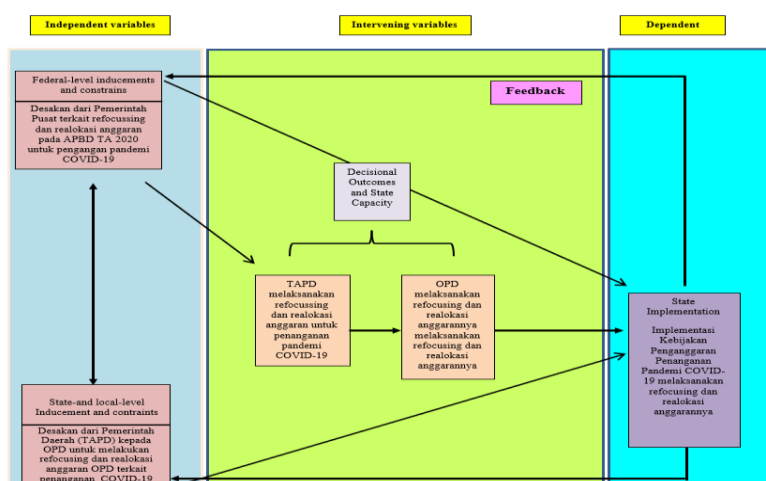 Independent variables
Intervening variables
Dependent
Federal-level inducements
and constrains
Desakan dari Pemerintah
Pusat terkait refocussing
dan realokasi anggaran
pada APBD TA 2020
untuk pengangan pandemi
COVID-19
Feedback
Decisional
Outcomes
and State
Capacity
TAPD
melaksanakan
refocussing
dan realokasi
anggaran untuk
penanganan
pandemi
COVID-19
OPD
melaksanakan
refocusing dan
realokasi
anggarannya
melaksanakan
refocusing dan
realokasi
anggarannya
State
Implementation
Implementasi
Kebijakan
Penganggaran
Penanganan
Pandemi COVID-
19 melaksanakan
refocusing dan
realokasi
anggarannya
State-and local-level
Inducement and contraints
Desakan dari Pemerintah
Daerah (TAPD) kepada
OPD untuk melakukan
refocusing dan realokasi
anggaran OPD terkait
penanganan COVID-19